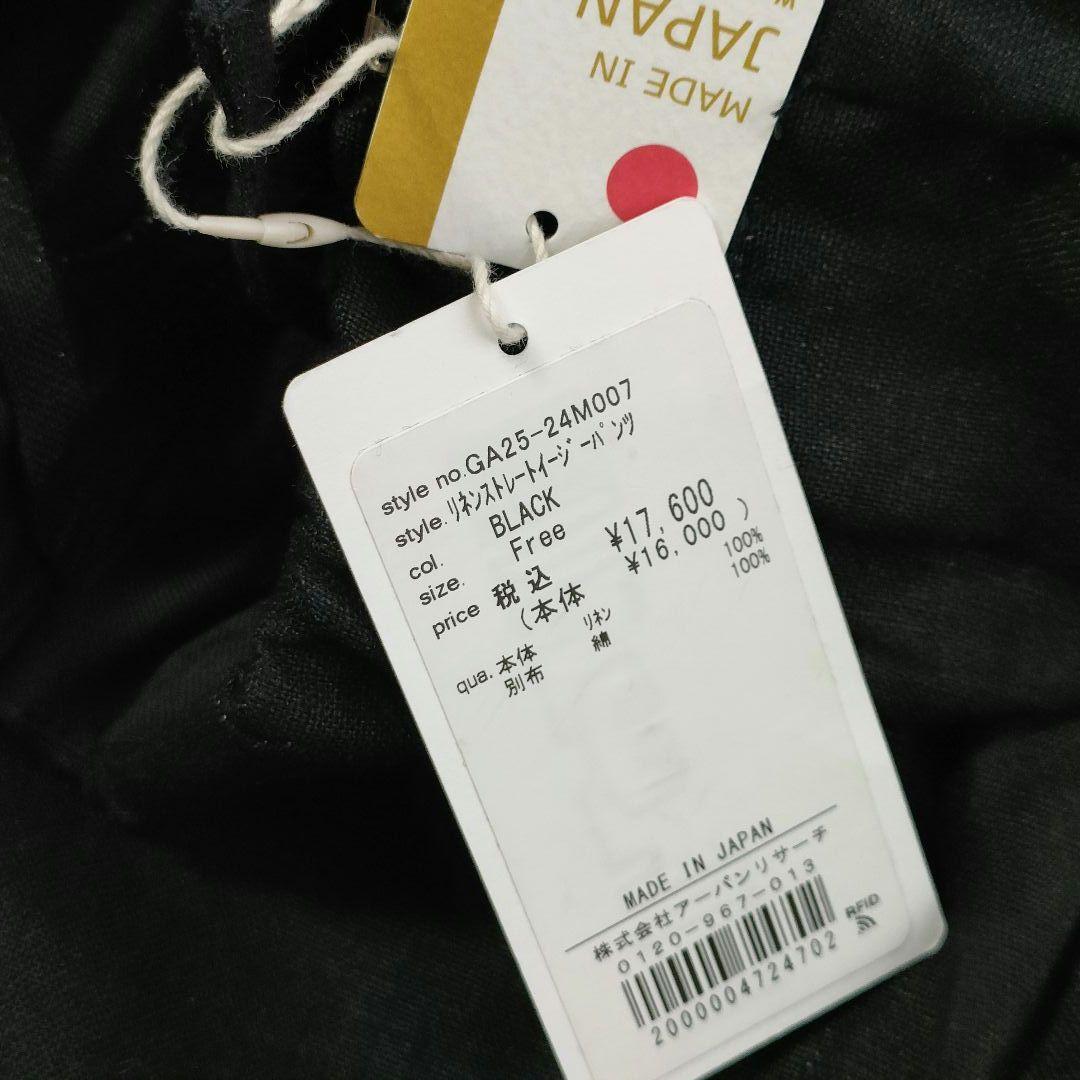 MADE IN
JAPAN
W
style no.GA25-24M007
style.ﾘﾈﾝｽﾄﾚｰﾄｲｰｼﾞｰﾊﾟﾝﾂ
col. BLACK
size. Free
price 税込 ¥17,600
(本体 ¥16,000 )
qua.本体 ﾘﾈﾝ 100%
別布 綿 100%
MADE IN JAPAN
株式会社アーバンリサーチ
0120-967-013
RFID
2000004724702